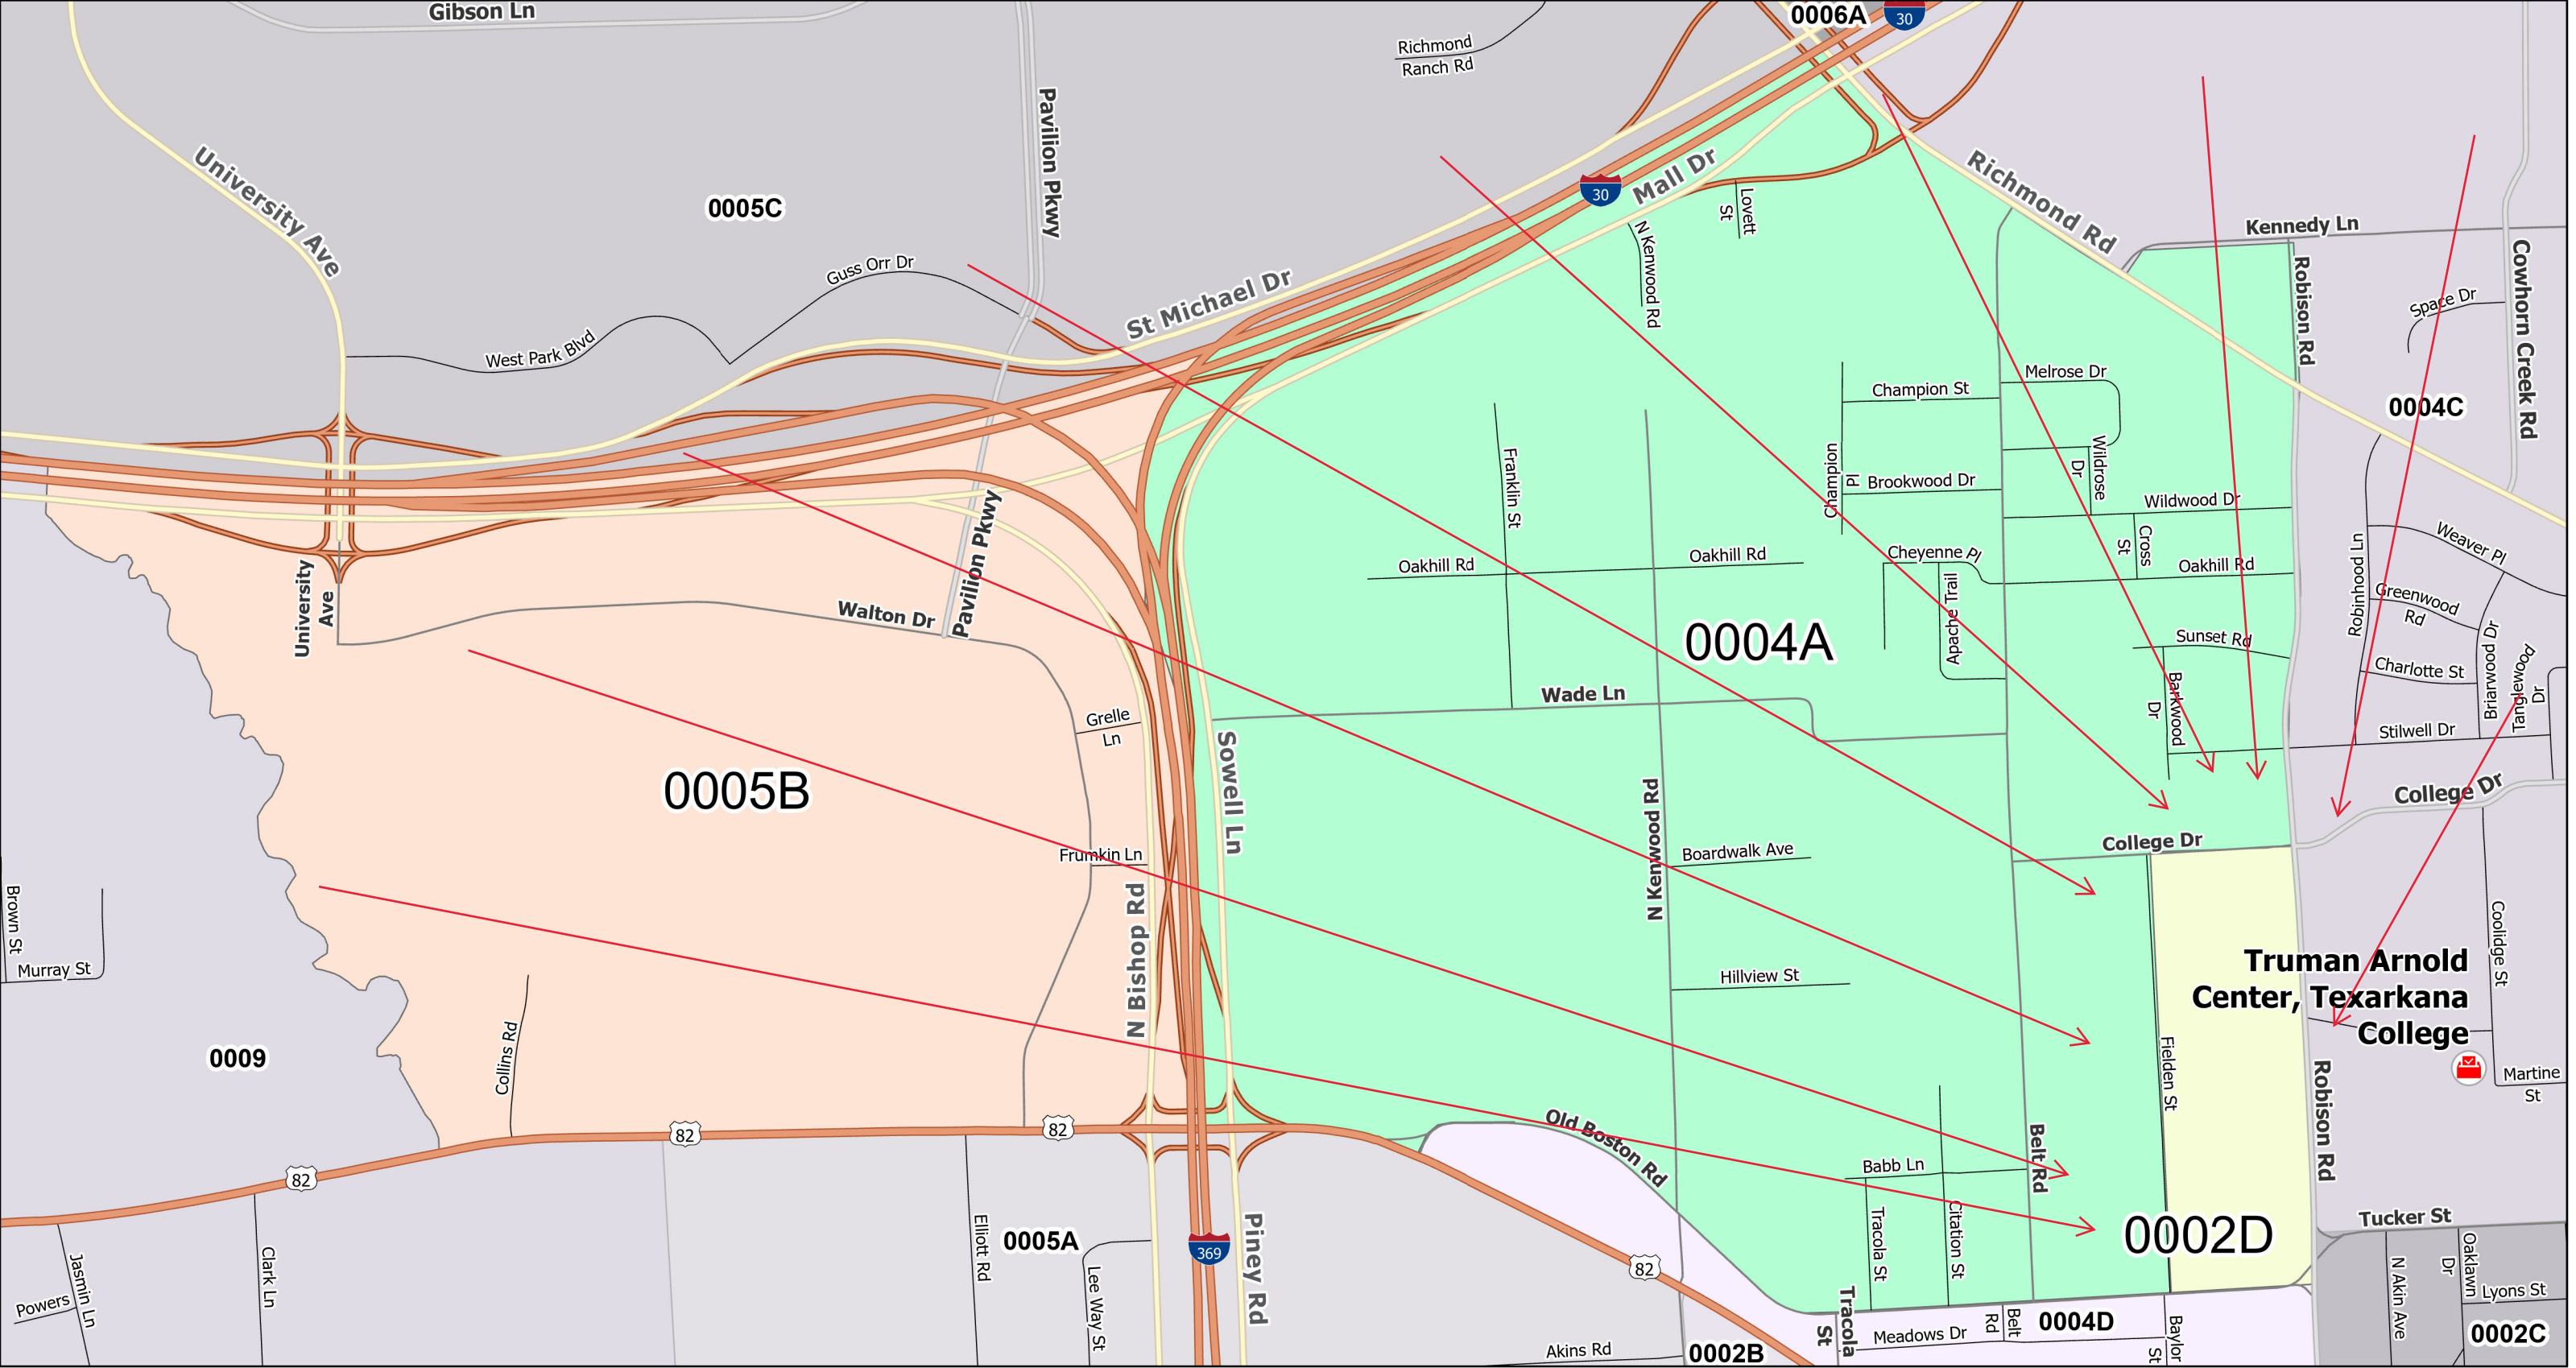 Gibson Ln
0006A
30
Richmond
Ranch Rd
Pavilion Pkwy
University Ave
0005C
Guss Orr Dr
West Park Blvd
St Michael Dr
30
Mall Dr
Lovett
St
N Kenwood Rd
Richmond Rd
Kennedy Ln
Robison Rd
Cowhorn Creek Rd
Space Dr
0004C
Melrose Dr
Champion St
Champion
Pl
Brookwood Dr
Wildrose
Dr
Wildwood Dr
Cross
St
Franklin St
Oakhill Rd
Oakhill Rd
Cheyenne Pl
Apache Trail
Oakhill Rd
Robinhood Ln
Weaver Pl
Greenwood
Rd
Sunset Rd
Charlotte St
Briarwood Dr
Tanglewood
Dr
Barkwood
Dr
Stilwell Dr
University
Ave
Walton Dr
Pavilion Pkwy
0004A
Wade Ln
Grelle
Ln
Sowell Ln
0005B
N Kenwood Rd
Boardwalk Ave
College Dr
College Dr
Frumkin Ln
N Bishop Rd
Brown St
Murray St
Hillview St
Truman Arnold
Center, Texarkana
College
Coolidge St
Martine
St
0009
Collins Rd
Fielden St
Robison Rd
82
82
82
Old Boston Rd
Babb Ln
Belt Rd
Tracola St
Citation St
0002D
Tucker St
Elliott Rd
0005A
369
Piney Rd
82
Jasmin Ln
Clark Ln
Powers
Lee Way St
Akins Rd
0002B
Tracola
St
Meadows Dr
Belt
Rd
0004D
Baylor
St
N Akin Ave
Oaklawn
Dr
Lyons St
0002C